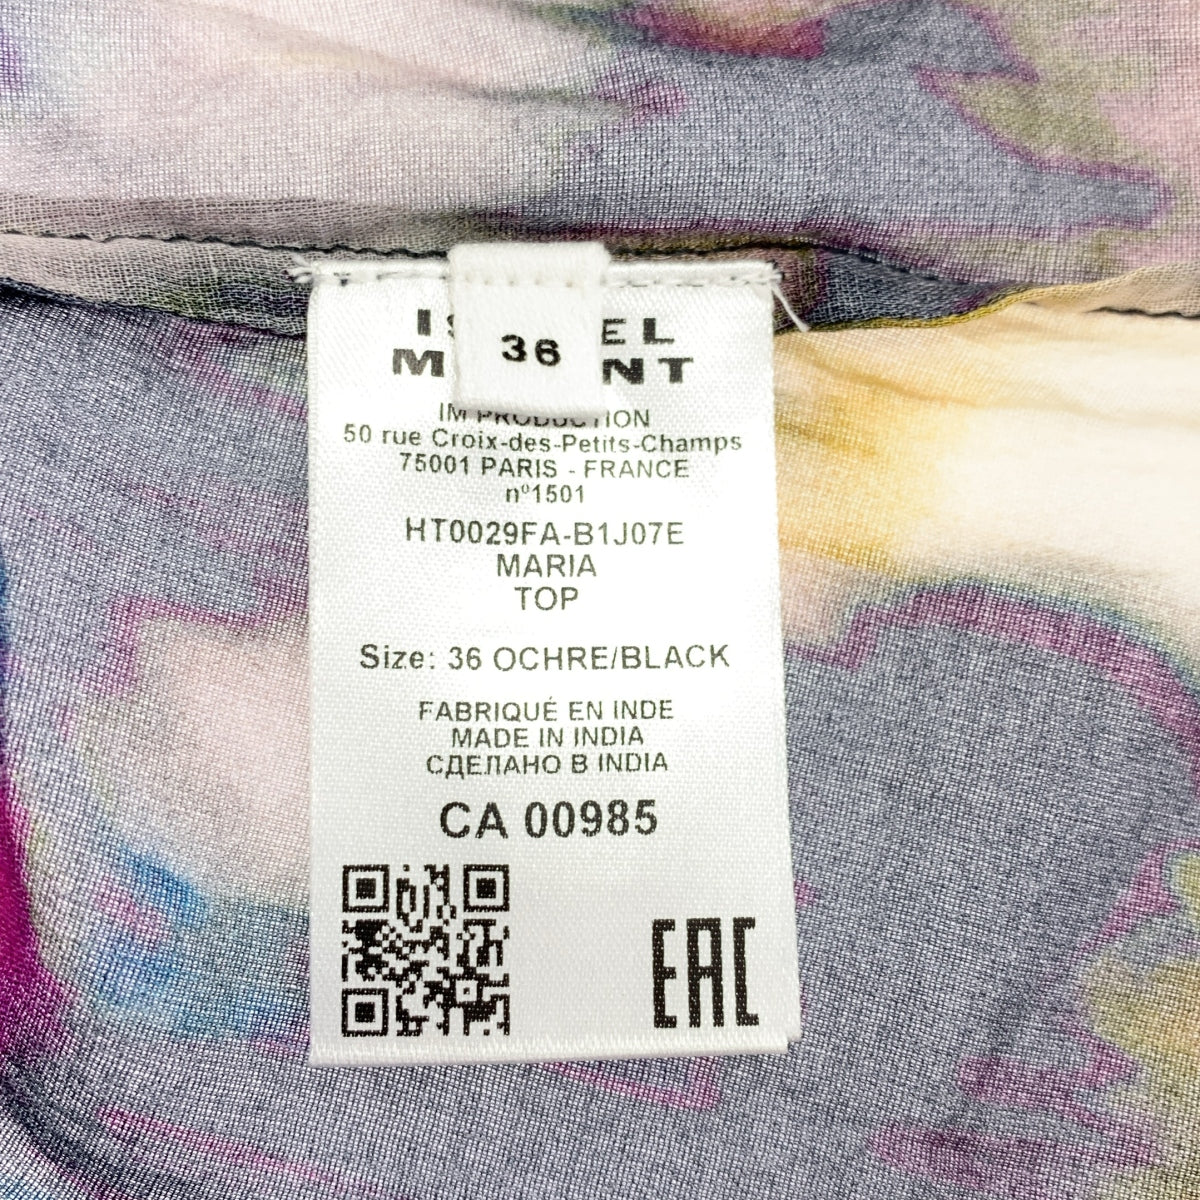 36
IM PRODUCTION
50 rue Croix-des-Petits-Champs
75001 PARIS - FRANCE
nº1501
HT0029FA-B1J07E
MARIA
TOP
Size: 36 OCHRE/BLACK
FABRIQUÉ EN INDE
MADE IN INDIA
СДЕЛАНО В INDIA
CA 00985
EAC